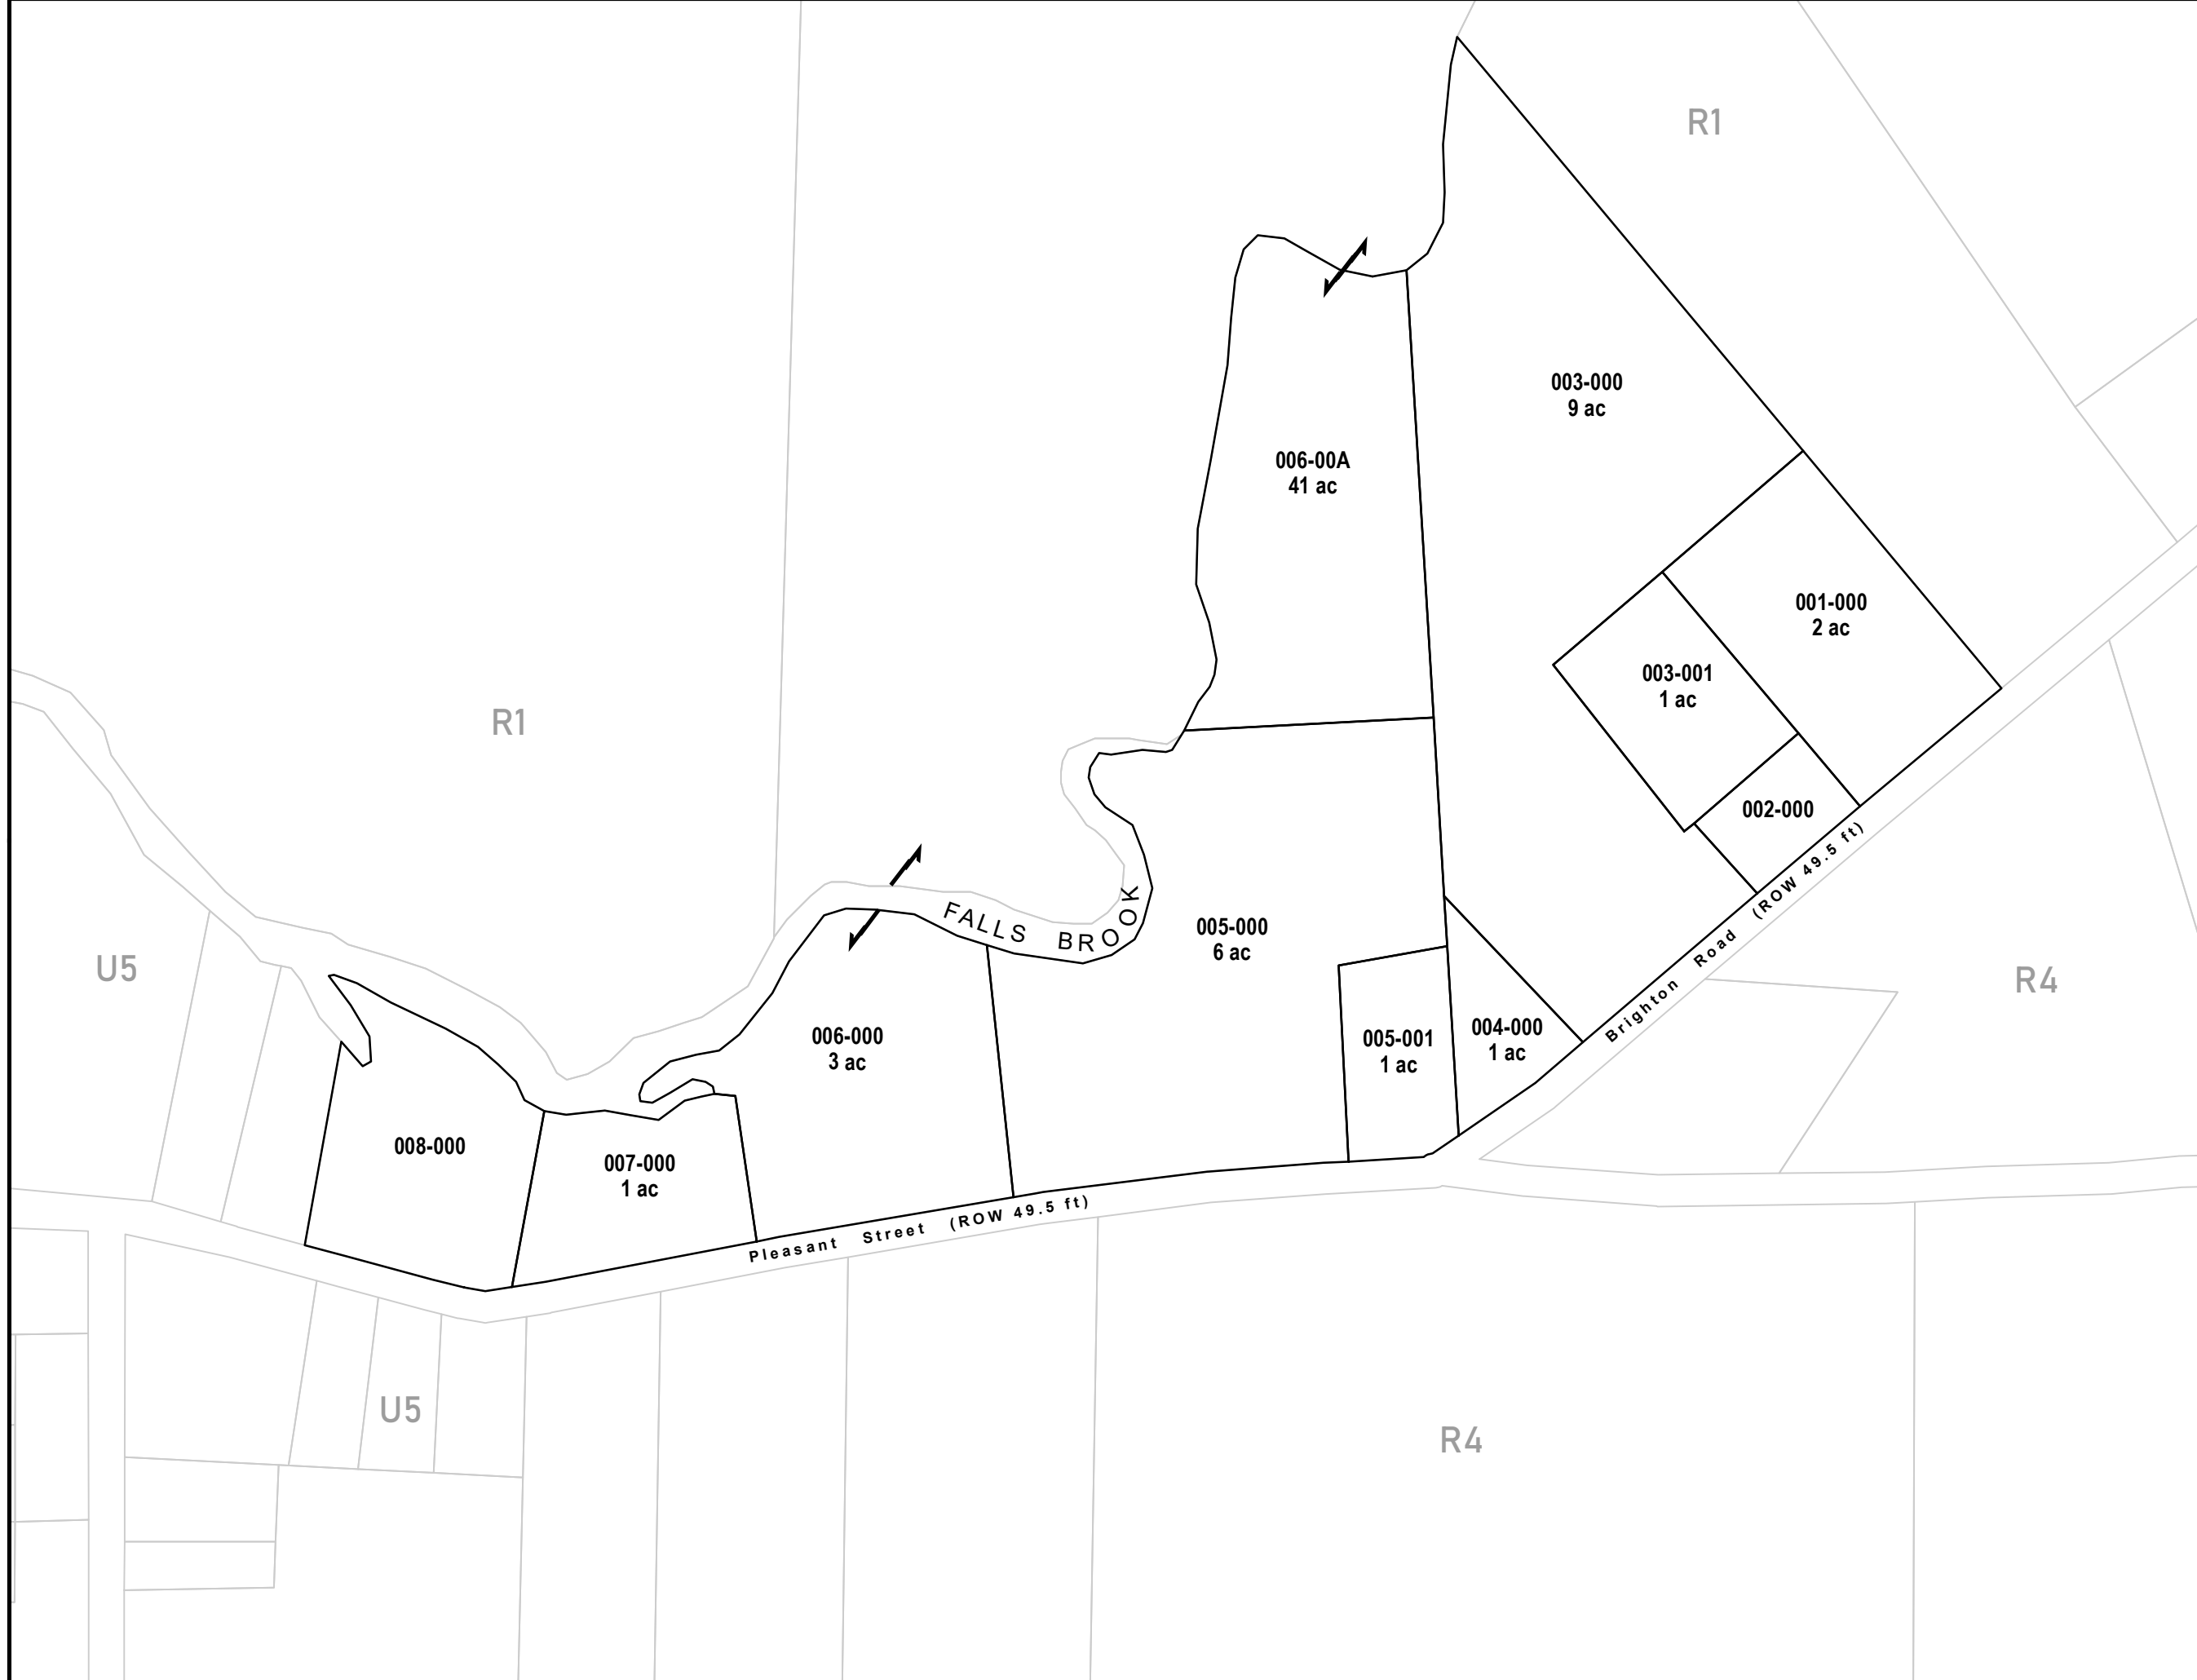 R1
003-000
9 ac
006-00A
41 ac
001-000
2 ac
003-001
1 ac
R1
002-000
(ROW 49.5 ft)
Brighton Road
FALLS BROOK
005-000
6 ac
U5
R4
006-000
3 ac
005-001
1 ac
004-000
1 ac
008-000
007-000
1 ac
Pleasant Street (ROW 49.5 ft)
U5
R4